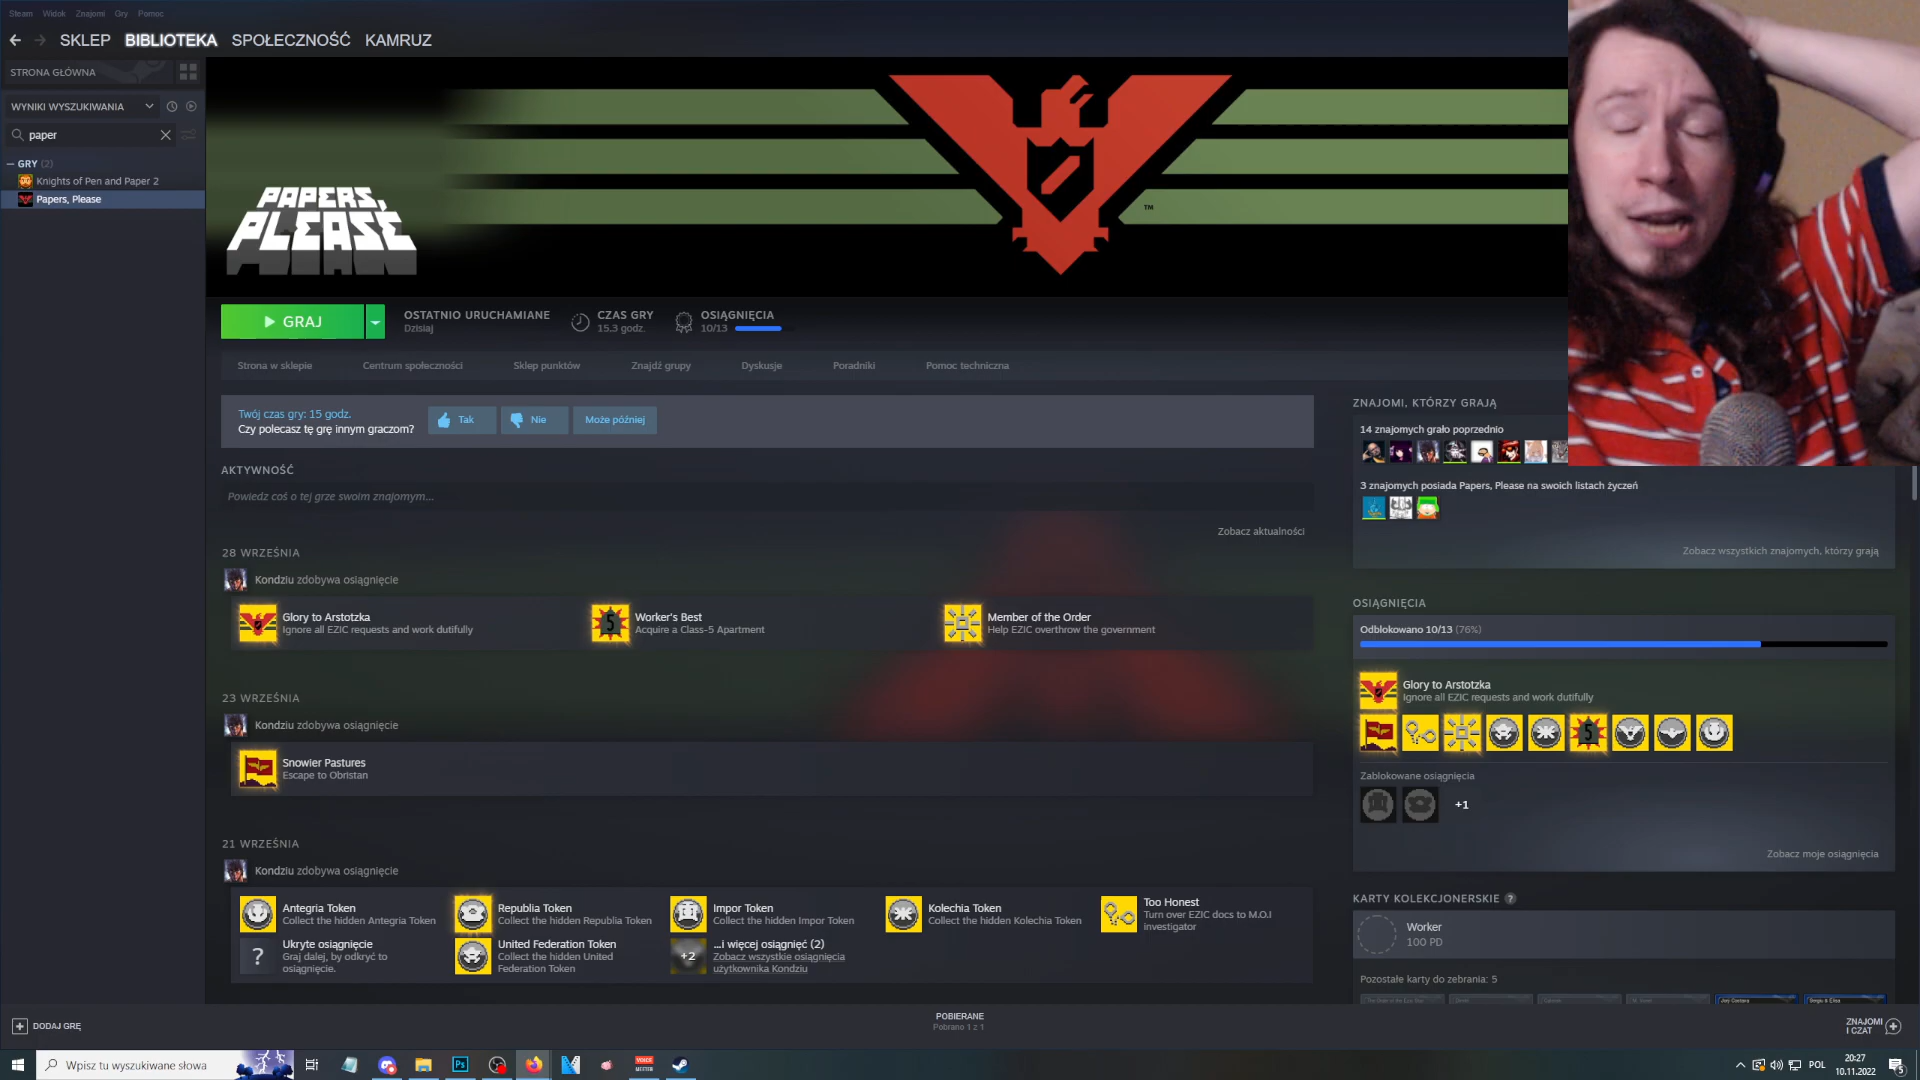 Steam Widok Znajomi Gry Pomoc
SKLEP BIBLIOTEKA SPOŁECZNOŚĆ KAMRUZ
STRONA GŁÓWNA
WYNIKI WYSZUKIWANIA
paper
GRY (2)
Knights of Pen and Paper 2
Papers, Please
PAPERS,
PLEASE
TM
GRAJ
OSTATNIO URUCHAMIANE
Dzisiaj
CZAS GRY
15,3 godz.
OSIĄGNIĘCIA
10/13
Strona w sklepie Centrum społeczności Sklep punktów Znajdź grupy Dyskusje Poradniki Pomoc techniczna
Twój czas gry: 15 godz.
Czy polecasz tę grę innym graczom?
Tak Nie Może później
AKTYWNOŚĆ
Powiedz coś o tej grze swoim znajomym...
Zobacz aktualności
28 WRZEŚNIA
Kondziu zdobywa osiągnięcie
Glory to Arstotzka
Ignore all EZIC requests and work dutifully
5
Worker's Best
Acquire a Class-5 Apartment
Member of the Order
Help EZIC overthrow the government
23 WRZEŚNIA
Kondziu zdobywa osiągnięcie
Snowier Pastures
Escape to Obristan
21 WRZEŚNIA
Kondziu zdobywa osiągnięcie
Antegria Token
Collect the hidden Antegria Token
Republia Token
Collect the hidden Republia Token
Impor Token
Collect the hidden Impor Token
Kolechia Token
Collect the hidden Kolechia Token
Too Honest
Turn over EZIC docs to M.O.I
investigator
?
Ukryte osiągnięcie
Graj dalej, by odkryć to
osiągnięcie.
United Federation Token
Collect the hidden United
Federation Token
+2
...i więcej osiągnięć (2)
Zobacz wszystkie osiągnięcia
użytkownika Kondziu
ZNAJOMI, KTÓRZY GRAJĄ
14 znajomych grało poprzednio
3 znajomych posiada Papers, Please na swoich listach życzeń
Zobacz wszystkich znajomych, którzy grają
OSIĄGNIĘCIA
Odblokowano 10/13 (76%)
Glory to Arstotzka
Ignore all EZIC requests and work dutifully
5
Zablokowane osiągnięcia
+1
Zobacz moje osiągnięcia
KARTY KOLEKCJONERSKIE ?
Worker
100 PD
Pozostałe karty do zebrania: 5
DODAJ GRĘ
POBIERANE
Pobrano 1 z 1
ZNAJOMI
I CZAT
Wpisz tu wyszukiwane słowa
Ps
VOICE
MEETER
POL
20:27
10.11.2022
5